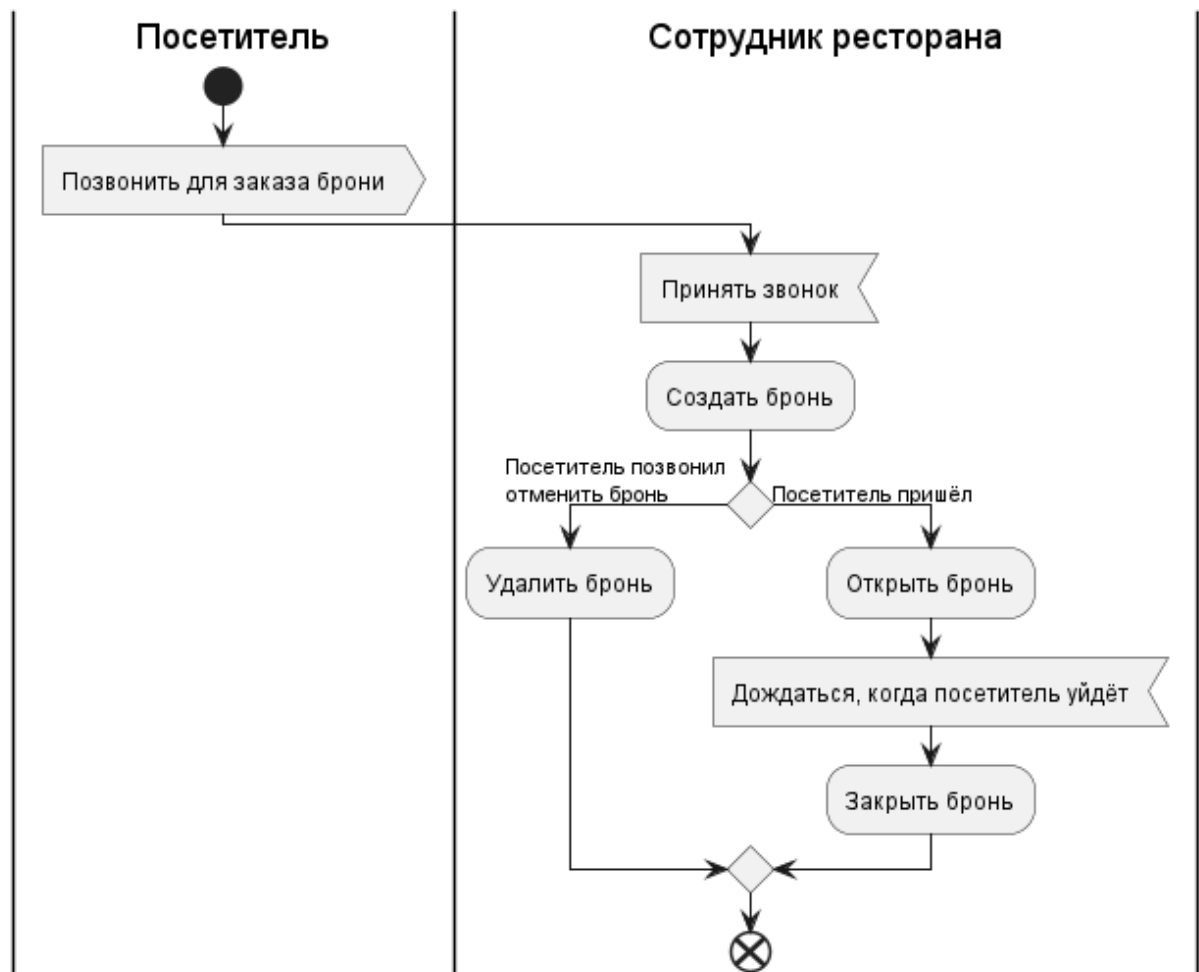 Посетитель
Сотрудник ресторана
Позвонить для заказа брони
Принять звонок
Создать бронь
Посетитель позвонил
отменить бронь
Посетитель пришёл
Удалить бронь
Открыть бронь
Дождаться, когда посетитель уйдёт
Закрыть бронь